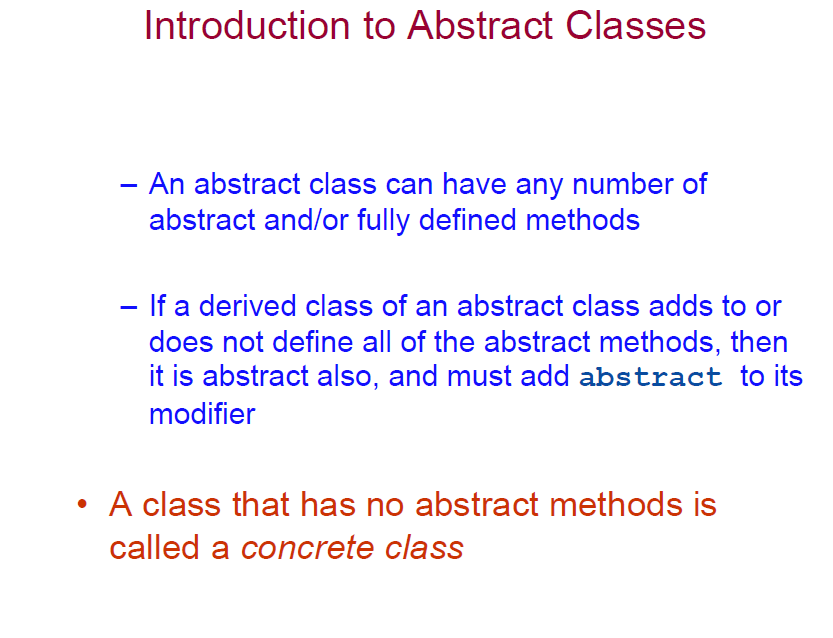 Introduction to Abstract Classes
– An abstract class can have any number of
abstract and/or fully defined methods
– If a derived class of an abstract class adds to or
does not define all of the abstract methods, then
it is abstract also, and must add abstract to its
modifier
• A class that has no abstract methods is
called a concrete class